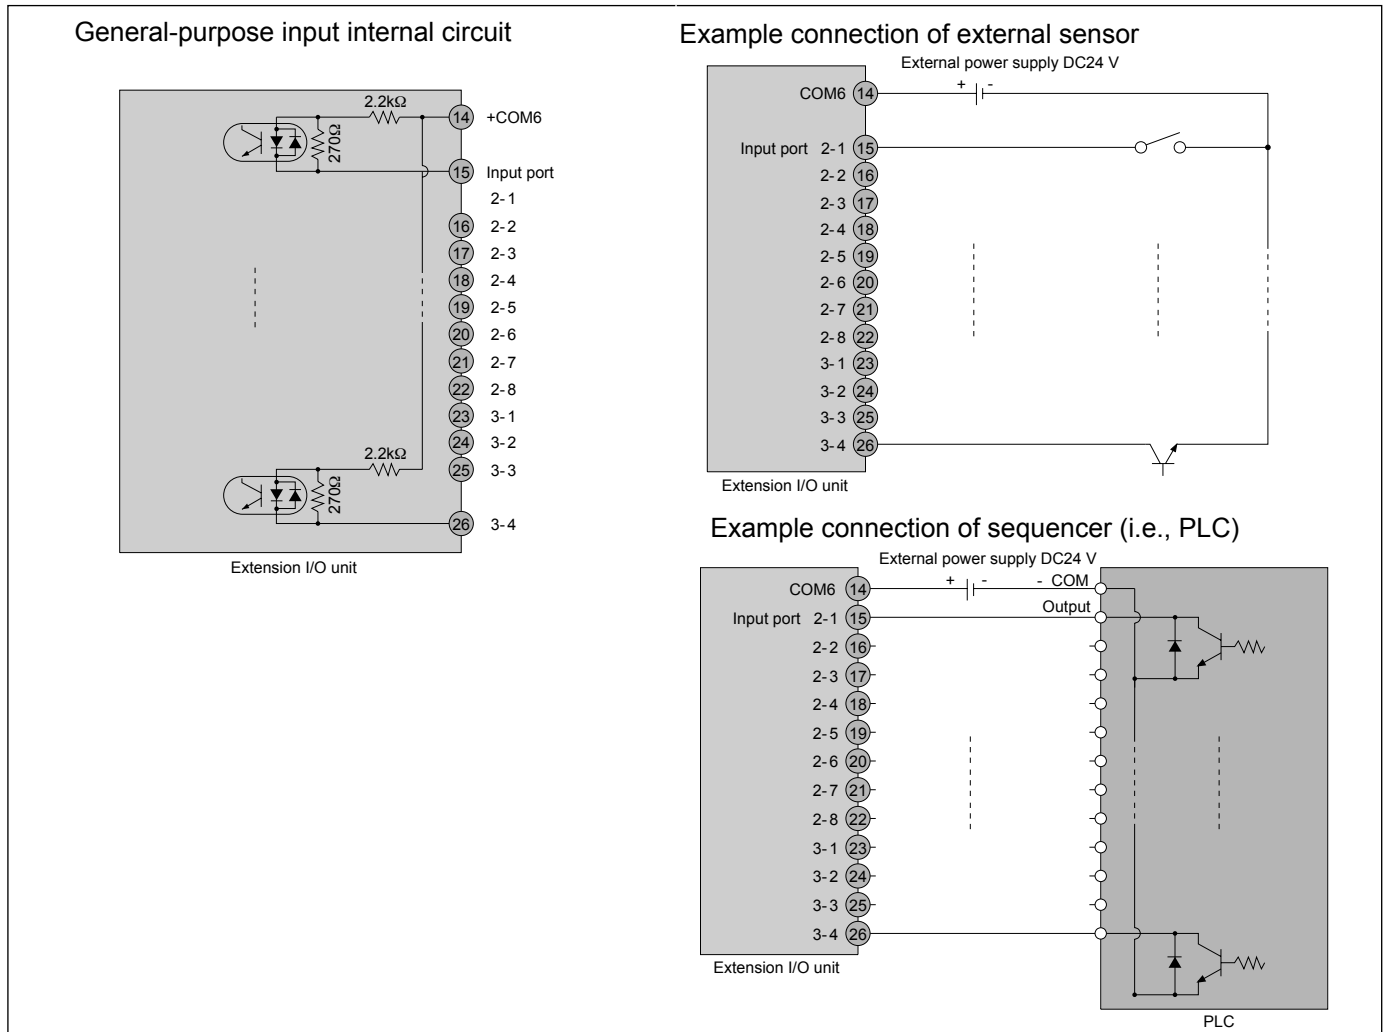 General-purpose input internal circuit
2.2kΩ
14 +COM6
270Ω
15 Input port
2-1
16 2-2
17 2-3
18 2-4
19 2-5
20 2-6
21 2-7
22 2-8
23 3-1
24 3-2
2.2kΩ
25 3-3
270Ω
26 3-4
Extension I/O unit
Example connection of external sensor
External power supply DC24 V
COM6 14 + -
Input port 2-1 15
2-2 16
2-3 17
2-4 18
2-5 19
2-6 20
2-7 21
2-8 22
3-1 23
3-2 24
3-3 25
3-4 26
Extension I/O unit
Example connection of sequencer (i.e., PLC)
External power supply DC24 V
COM6 14 + - - COM
Input port 2-1 15 Output
2-2 16
2-3 17
2-4 18
2-5 19
2-6 20
2-7 21
2-8 22
3-1 23
3-2 24
3-3 25
3-4 26
Extension I/O unit
PLC